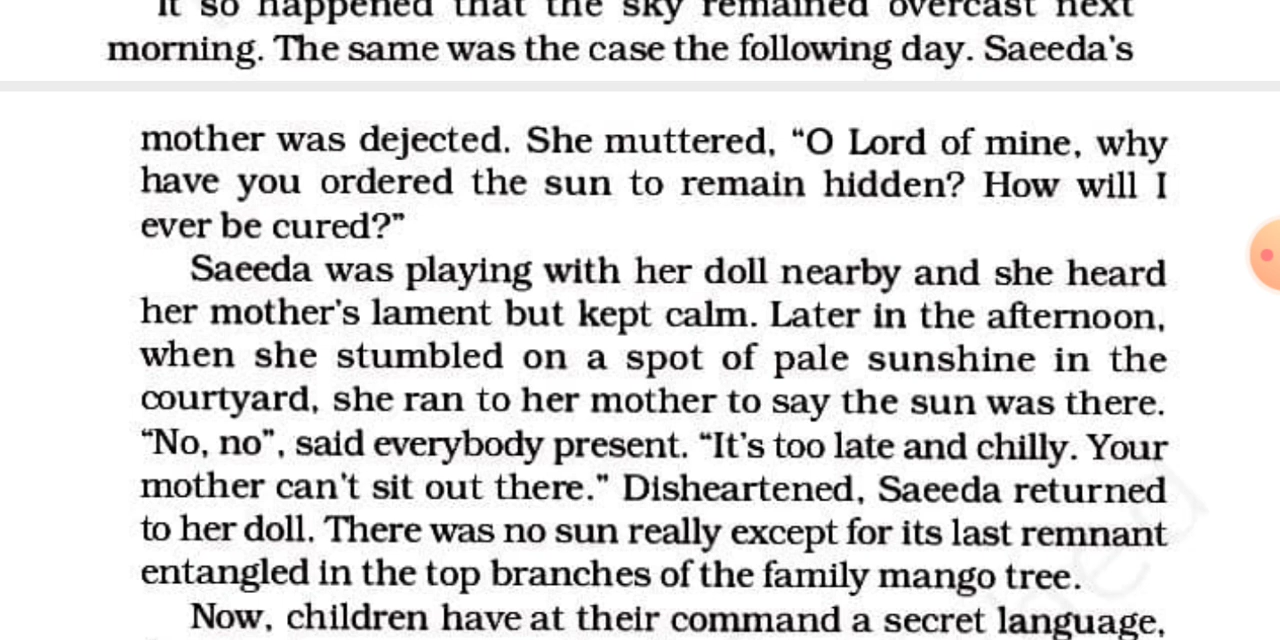 It so happened that the sky remained overcast next
morning. The same was the case the following day. Saeeda's
mother was dejected. She muttered, “O Lord of mine, why
have you ordered the sun to remain hidden? How will I
ever be cured?”
Saeeda was playing with her doll nearby and she heard
her mother's lament but kept calm. Later in the afternoon,
when she stumbled on a spot of pale sunshine in the
courtyard, she ran to her mother to say the sun was there.
“No, no”, said everybody present. “It's too late and chilly. Your
mother can't sit out there.” Disheartened, Saeeda returned
to her doll. There was no sun really except for its last remnant
entangled in the top branches of the family mango tree.
Now, children have at their command a secret language,